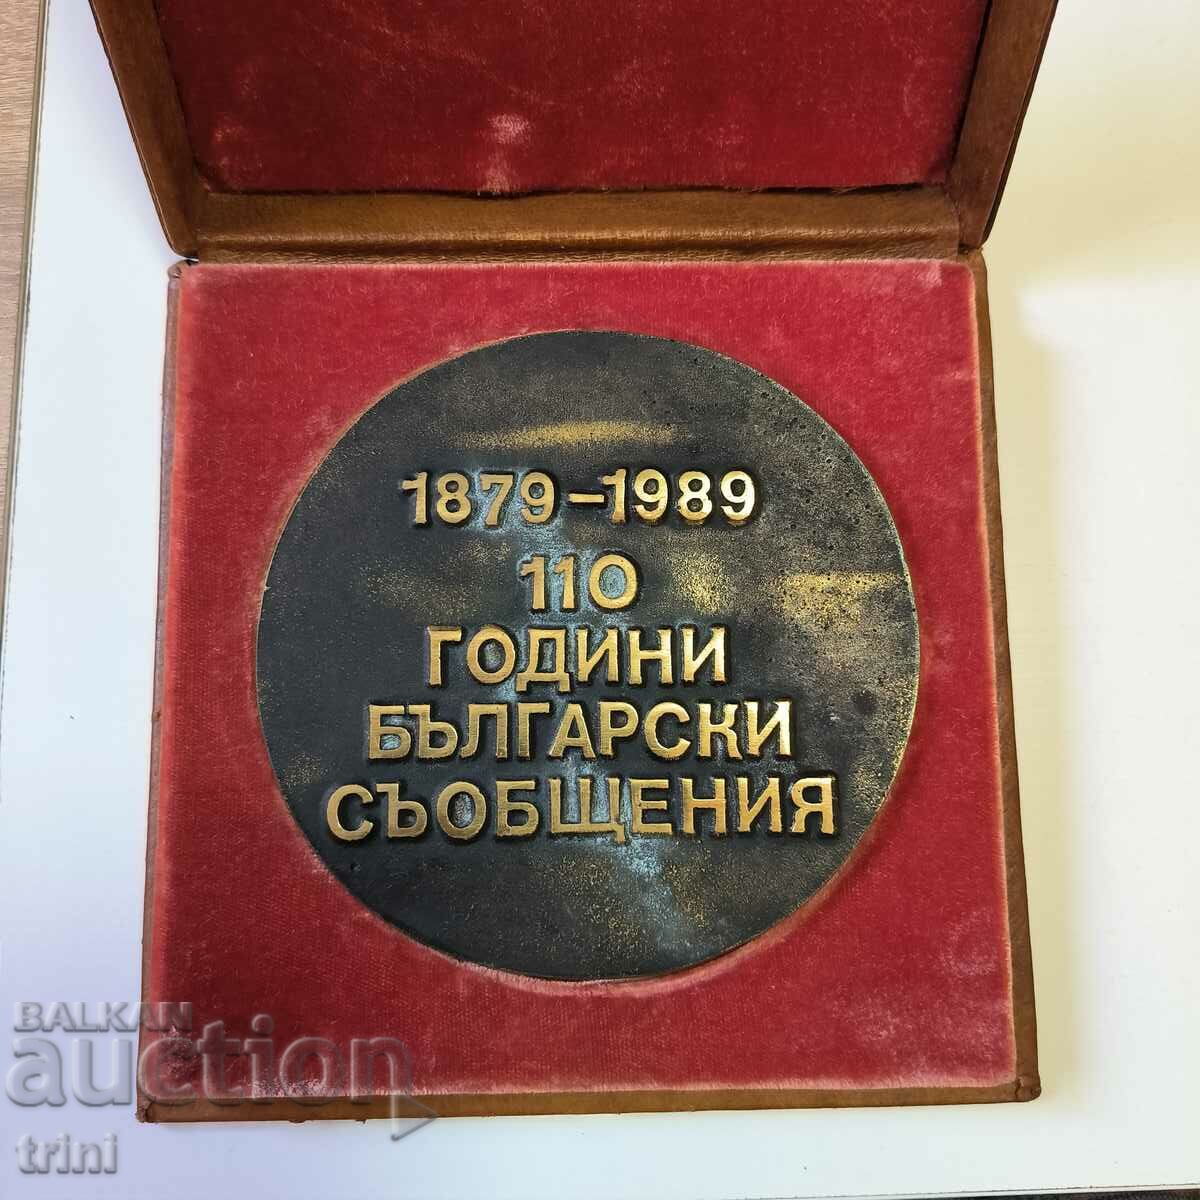 1879-1989
110
ГОДИНИ
БЪЛГАРСКИ
СЪОБЩЕНИЯ
BALKAN
auction
trini